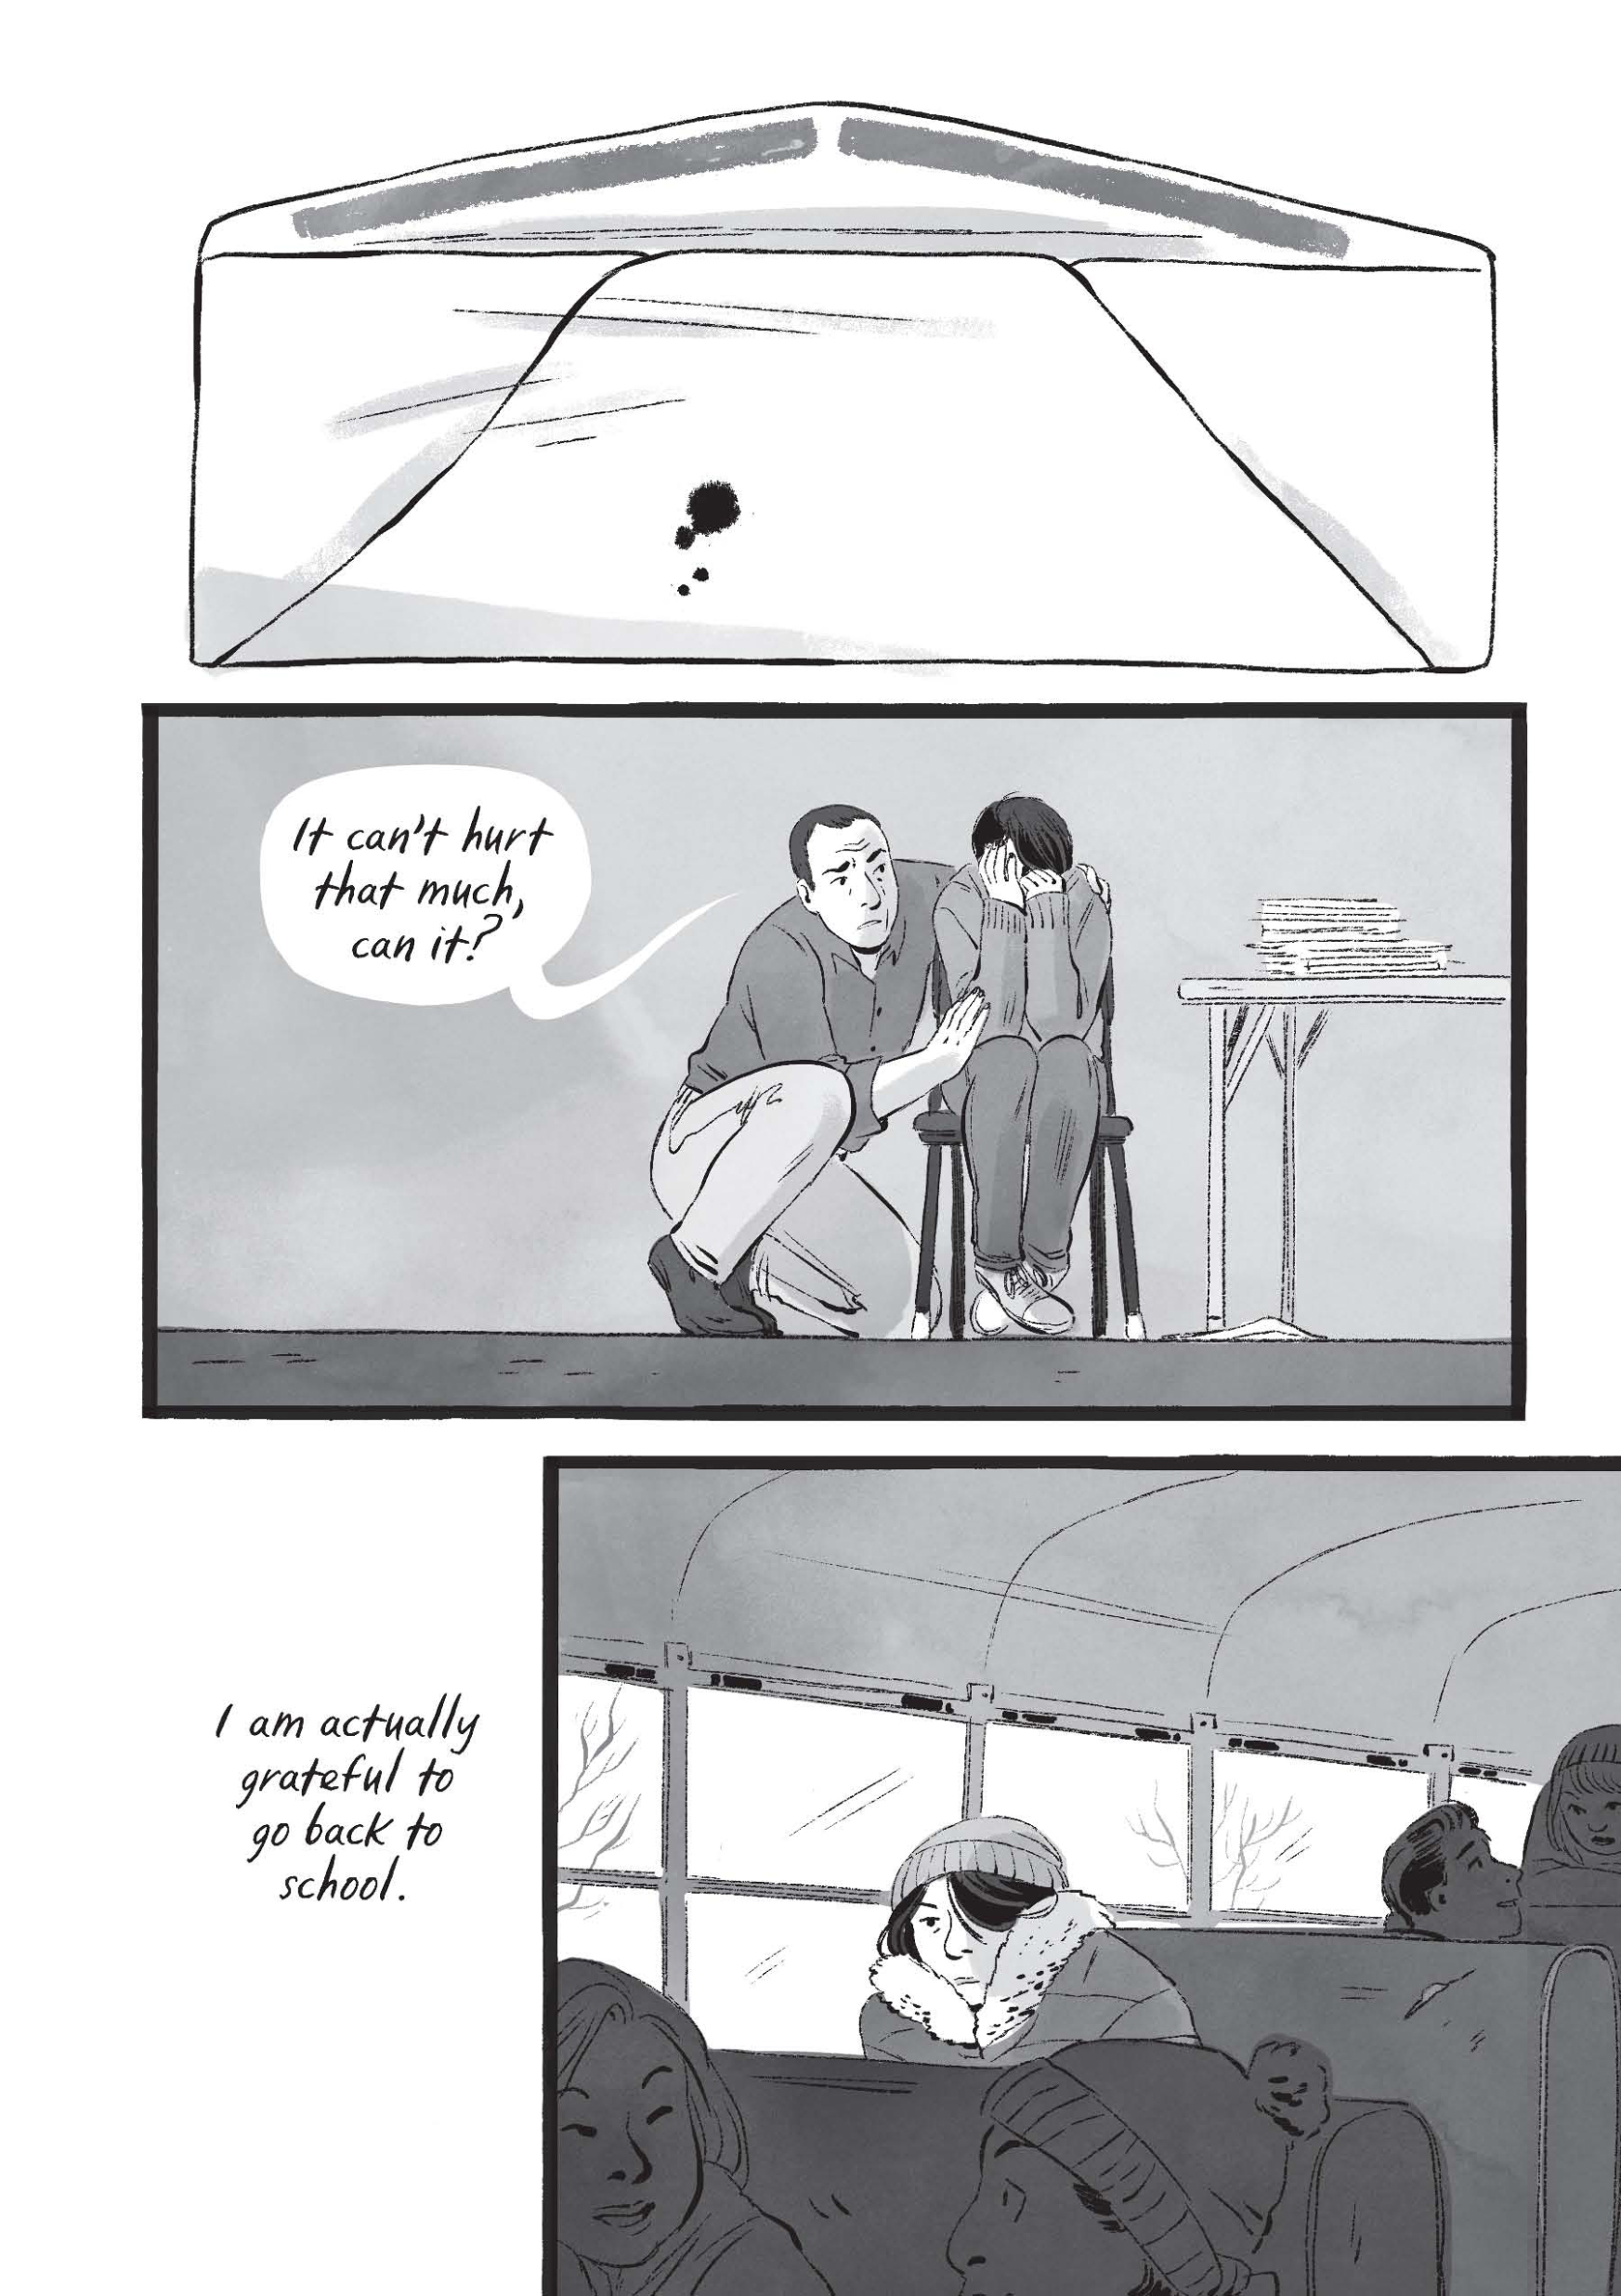 It can't hurt
that much,
can it?
I am actually
grateful to
go back to
school.